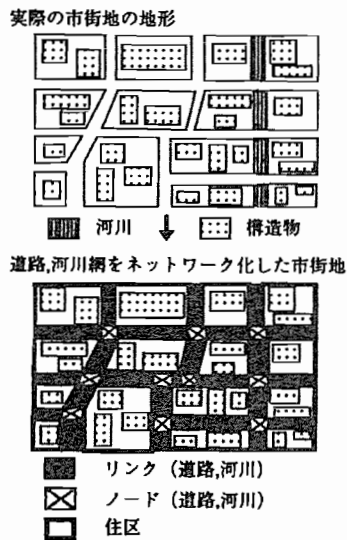 実際の市街地の地形
河川
構造物
道路,河川網をネットワーク化した市街地
リンク (道路,河川)
ノード (道路,河川)
住区